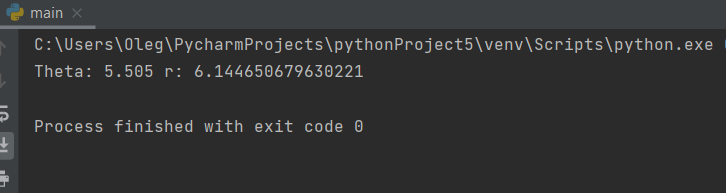 main
C:\Users\Oleg\PycharmProjects\pythonProject5\venv\Scripts\python.exe
Theta: 5.505 r: 6.144650679630221
Process finished with exit code 0